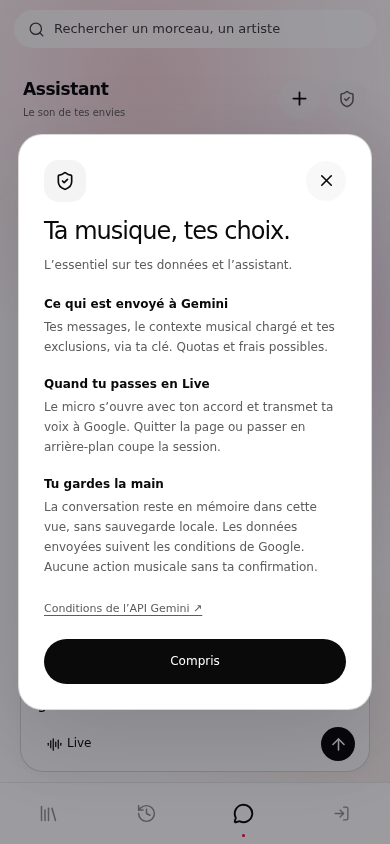 Rechercher un morceau, un artiste
Assistant
Le son de tes envies
Ta musique, tes choix.
L’essentiel sur tes données et l’assistant.
Ce qui est envoyé à Gemini
Tes messages, le contexte musical chargé et tes
exclusions, via ta clé. Quotas et frais possibles.
Quand tu passes en Live
Le micro s’ouvre avec ton accord et transmet ta
voix à Google. Quitter la page ou passer en
arrière-plan coupe la session.
Tu gardes la main
La conversation reste en mémoire dans cette
vue, sans sauvegarde locale. Les données
envoyées suivent les conditions de Google.
Aucune action musicale sans ta confirmation.
Conditions de l’API Gemini ↗
Compris
Live